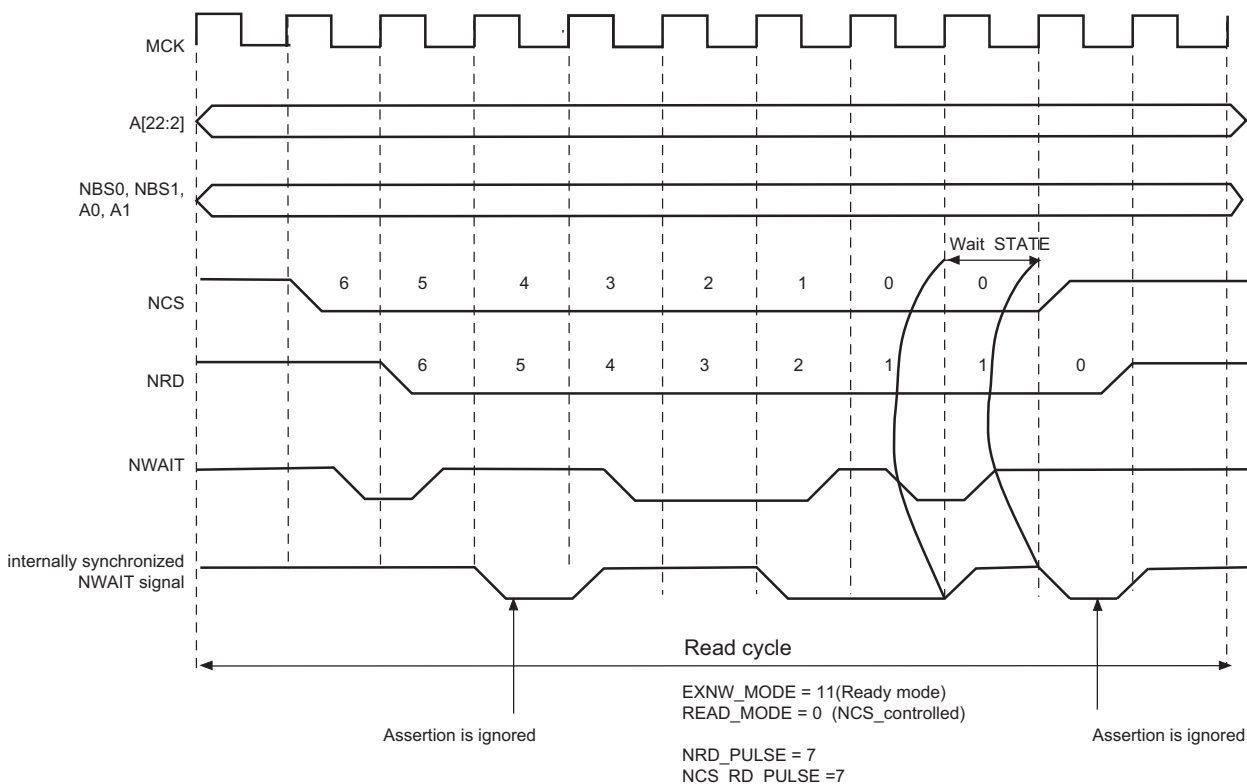 MCK
A[22:2]
NBS0, NBS1,
A0, A1
Wait STATE
6 5 4 3 2 1 0 0
NCS
6 5 4 3 2 1 1 0
NRD
NWAIT
internally synchronized
NWAIT signal
Read cycle
EXNW_MODE = 11(Ready mode)
READ_MODE = 0 (NCS_controlled)
Assertion is ignored
Assertion is ignored
NRD_PULSE = 7
NCS_RD_PULSE =7